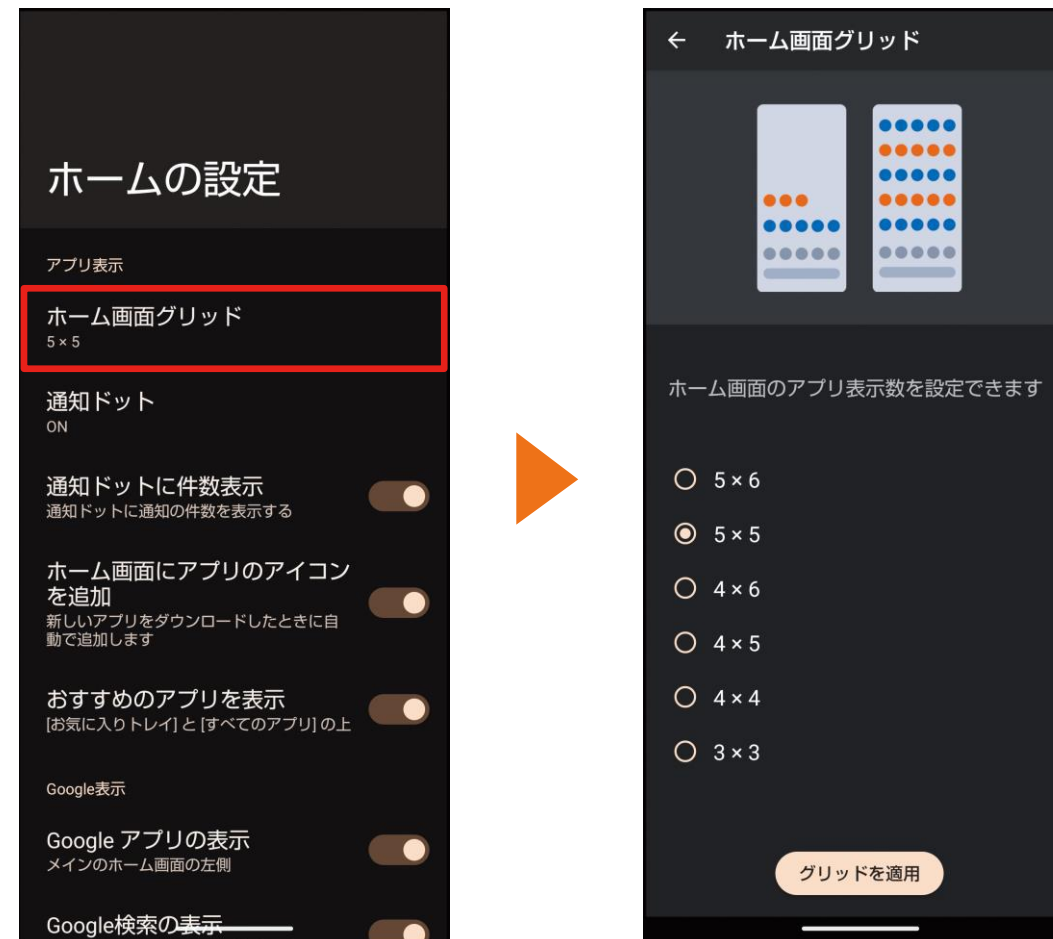 ホームの設定
アプリ表示
ホーム画面グリッド
5 × 5
通知ドット
ON
通知ドットに件数表示
通知ドットに通知の件数を表示する
ホーム画面にアプリのアイコン
を追加
新しいアプリをダウンロードしたときに自
動で追加します
おすすめのアプリを表示
[お気に入りトレイ] と [すべてのアプリ] の上
Google表示
Google アプリの表示
メインのホーム画面の左側
Google検索の表示
ホーム画面グリッド
ホーム画面のアプリ表示数を設定できます
5 × 6
5 × 5
4 × 6
4 × 5
4 × 4
3 × 3
グリッドを適用